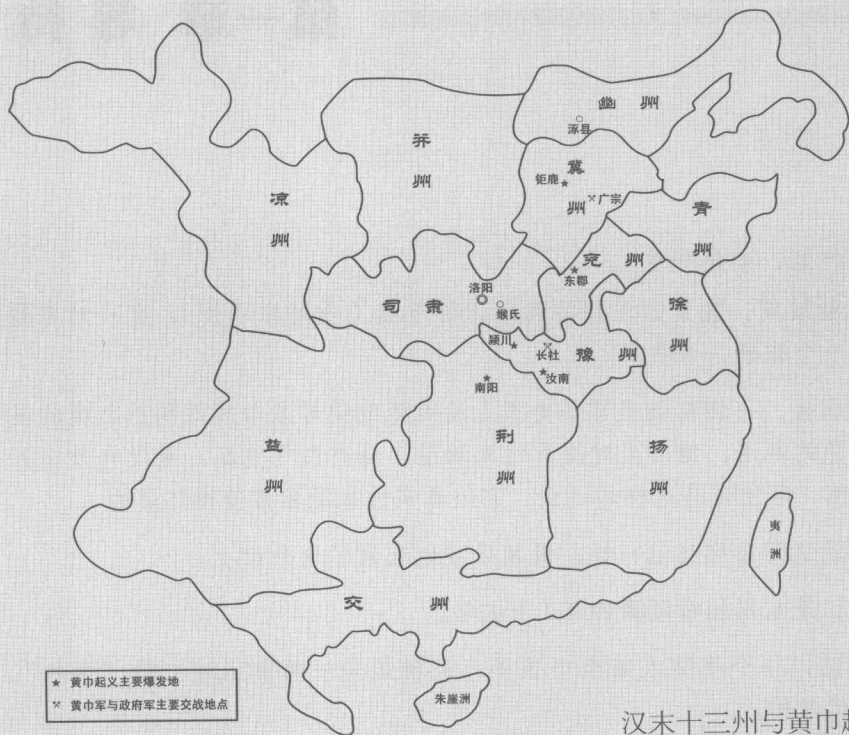 幽州
涿县
并州
冀州
钜鹿
广宗
凉州
青州
兖州
东郡
洛阳
缑氏
司隶
徐州
颍川
长社
豫州
汝南
南阳
益州
荆州
扬州
夷洲
交州
朱崖洲
★ 黄巾起义主要爆发地
⚒ 黄巾军与政府军主要交战地点
汉末十三州与黄巾起